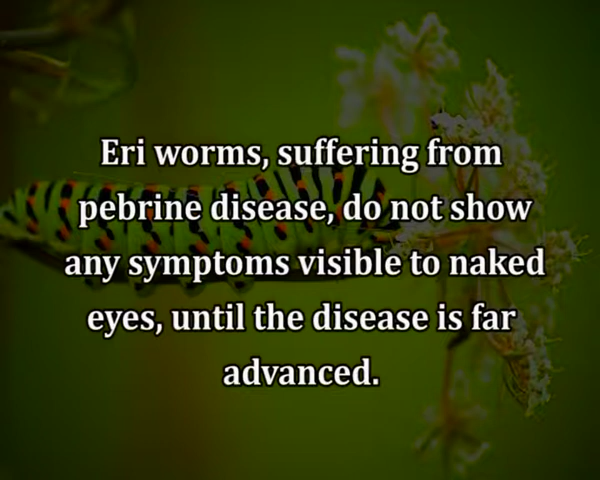 Eri worms, suffering from
pebrine disease, do not show
any symptoms visible to naked
eyes, until the disease is far
advanced.